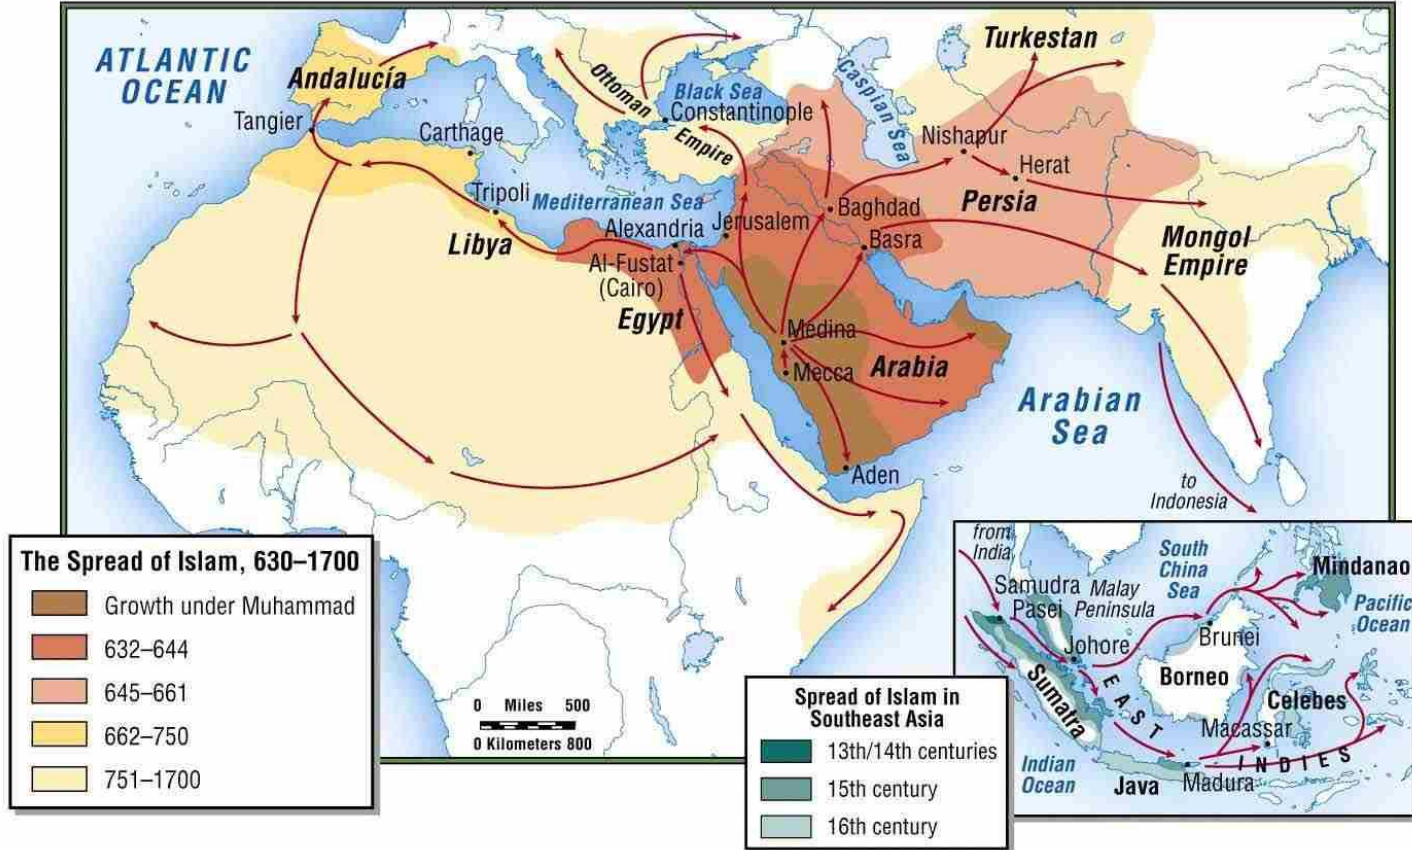 ATLANTIC
OCEAN
Andalucía
Tangier
Carthage
Tripoli
Mediterranean Sea
Libya
Ottoman
Empire
Black Sea
Constantinople
Caspian Sea
Turkestan
Nishapur
Herat
Persia
Baghdad
Basra
Jerusalem
Alexandria
Al-Fustat
(Cairo)
Egypt
Medina
Mecca
Arabia
Aden
Mongol
Empire
Arabian
Sea
to
Indonesia
The Spread of Islam, 630–1700
Growth under Muhammad
632–644
645–661
662–750
751–1700
0 Miles 500
0 Kilometers 800
Spread of Islam in
Southeast Asia
13th/14th centuries
15th century
16th century
from
India
Samudra
Pasei
Malay
Peninsula
South
China
Sea
Mindanao
Pacific
Ocean
Johore
Brunei
Borneo
Sumatra
EAST
INDIES
Celebes
Macassar
Indian
Ocean
Java
Madura